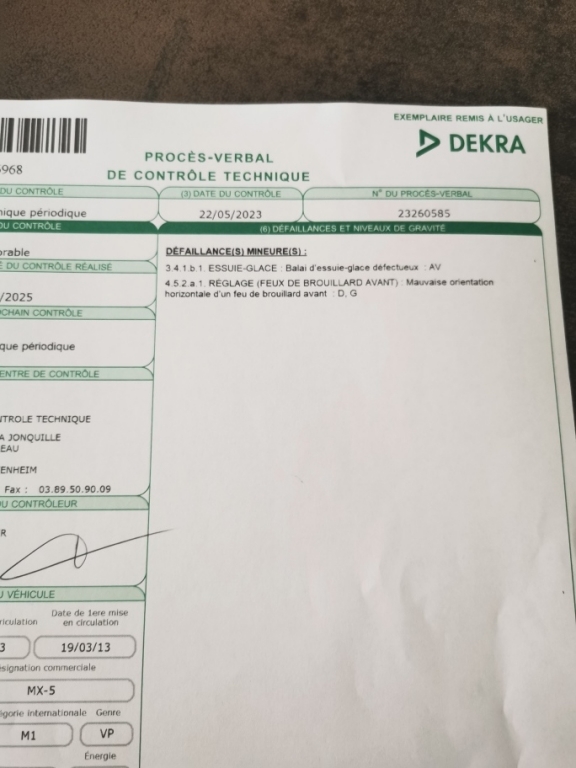 EXEMPLAIRE REMIS À L'USAGER
DEKRA
PROCÈS-VERBAL
DE CONTRÔLE TECHNIQUE
968
DU CONTRÔLE
nique périodique
(3) DATE DU CONTRÔLE
22/05/2023
N° DU PROCÈS-VERBAL
23260585
DU CONTRÔLE
orable
É DU CONTRÔLE RÉALISÉ
/2025
OCHAIN CONTRÔLE
que périodique
ENTRE DE CONTRÔLE
NTROLE TECHNIQUE
A JONQUILLE
EAU
ENHEIM
Fax : 03.89.50.90.09
DU CONTRÔLEUR
R
(6) DÉFAILLANCES ET NIVEAUX DE GRAVITÉ
DÉFAILLANCE(S) MINEURE(S) :
3.4.1.b.1. ESSUIE-GLACE : Balai d'essuie-glace défectueux : AV
4.5.2.a.1. RÉGLAGE (FEUX DE BROUILLARD AVANT) : Mauvaise orientation
horizontale d'un feu de brouillard avant : D, G
U VÉHICULE
riculation
3
Date de 1ere mise
en circulation
19/03/13
ésignation commerciale
MX-5
égorie internationale
M1
Genre
VP
Énergie